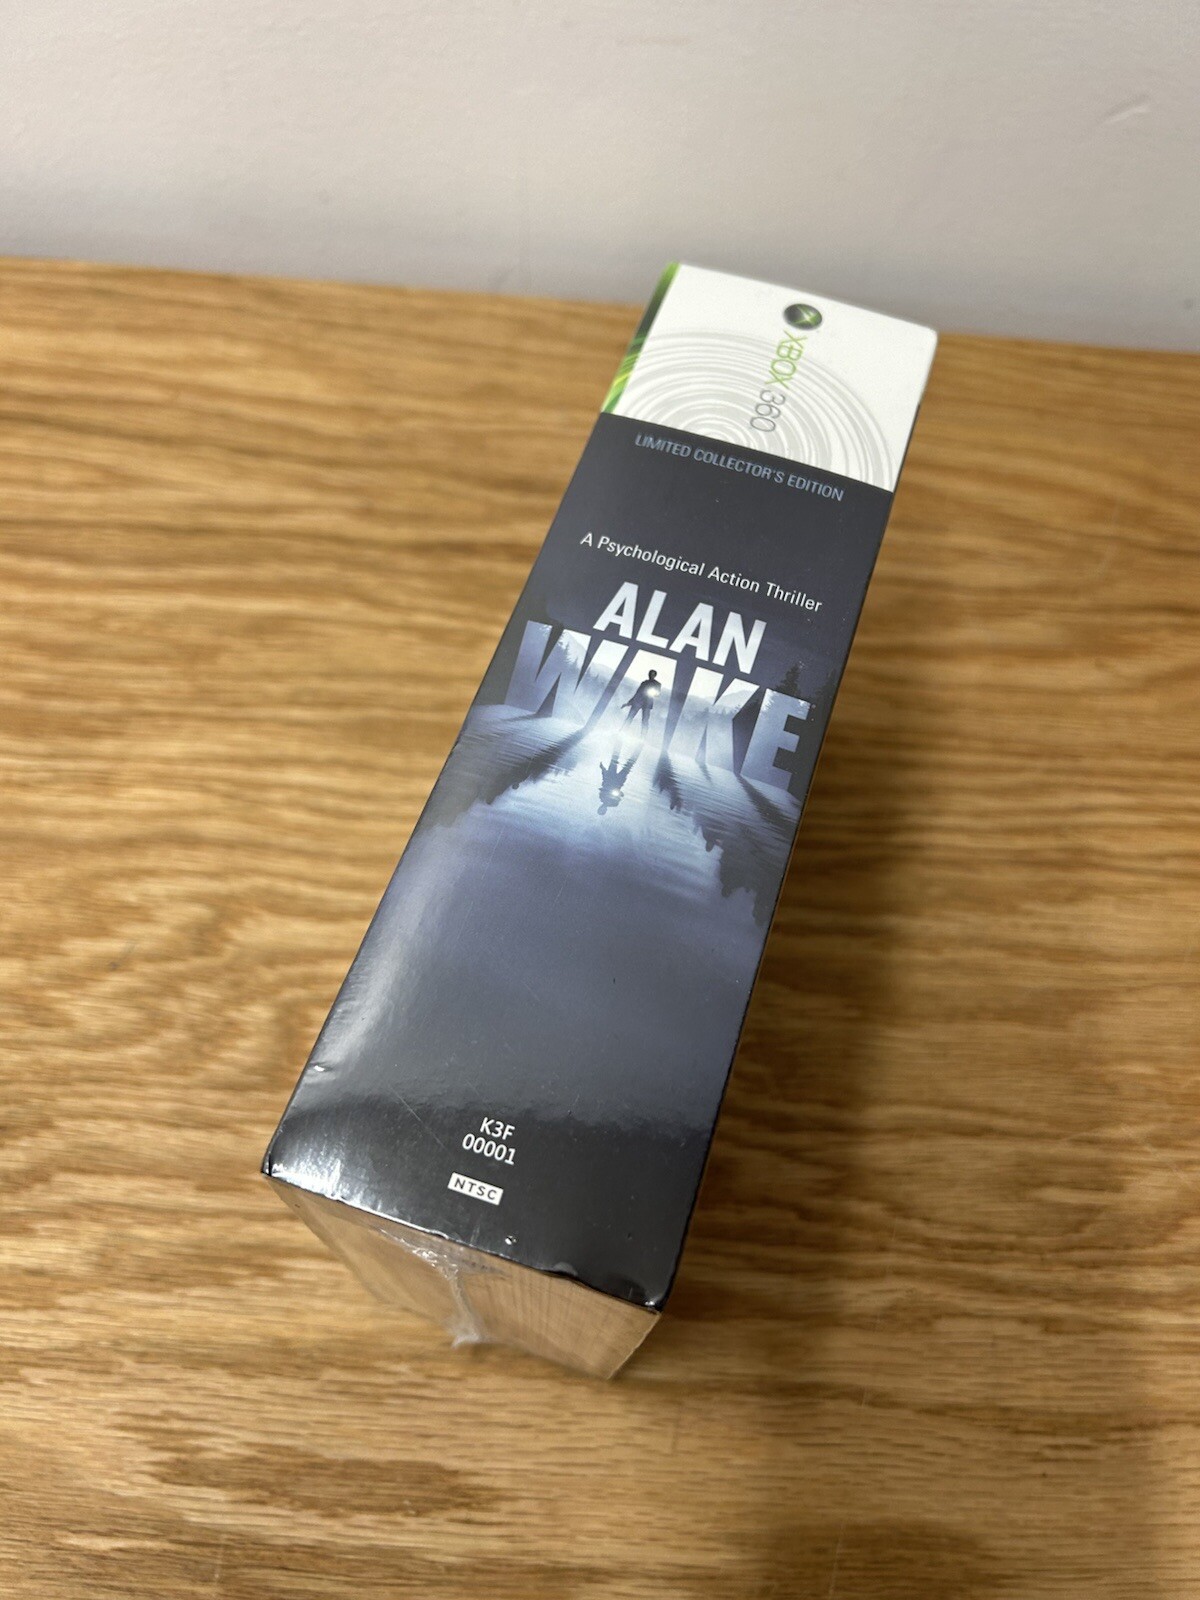 XBOX 360
LIMITED COLLECTOR'S EDITION
A Psychological Action Thriller
ALAN
WAKE
K3F
00001
NTSC